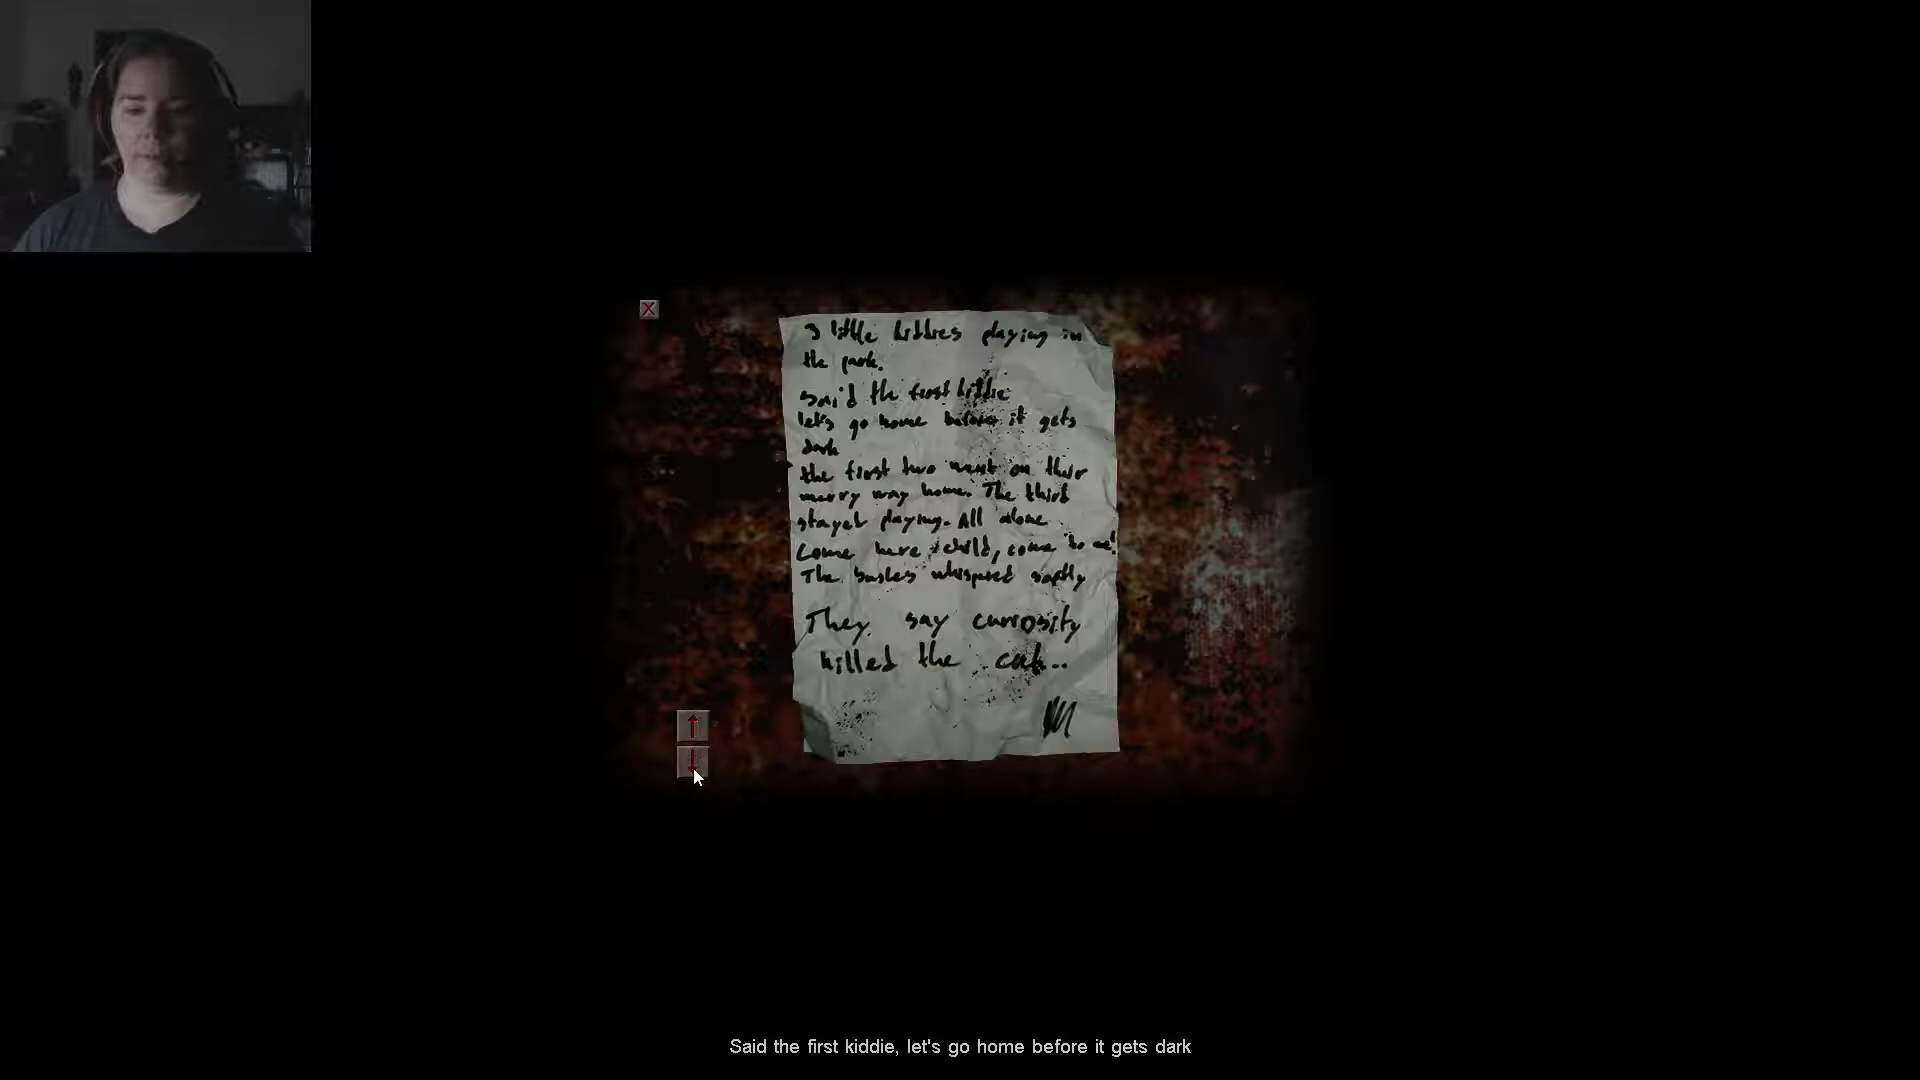 3 little kiddies playing in
the park.
said the first kiddie
let's go home before it gets
dark
the first two went on their
merry way home. The third
stayed playing. All alone.
Come here child, come to me!
The bushes whispered softly
They say curiosity
killed the cat..
M
Said the first kiddie, let's go home before it gets dark